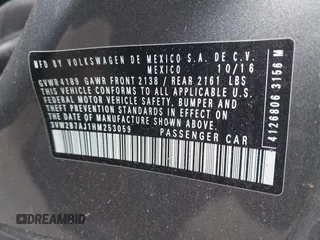 MFD. BY VOLKSWAGEN DE MEXICO S.A. DE C.V.
MEXICO 10/16
GVWR 4189 GAWR FRONT 2138 / REAR 2161 LBS
THIS VEHICLE CONFORMS TO ALL APPLICABLE U.S.
FEDERAL MOTOR VEHICLE SAFETY, BUMPER AND THEFT
PREVENTION STANDARDS IN EFFECT ON THE DATE OF
MANUFACTURE SHOWN ABOVE.
3VW2B7AJ1HM253059
PASSENGER CAR
4126806 3156 M
DREAMBID